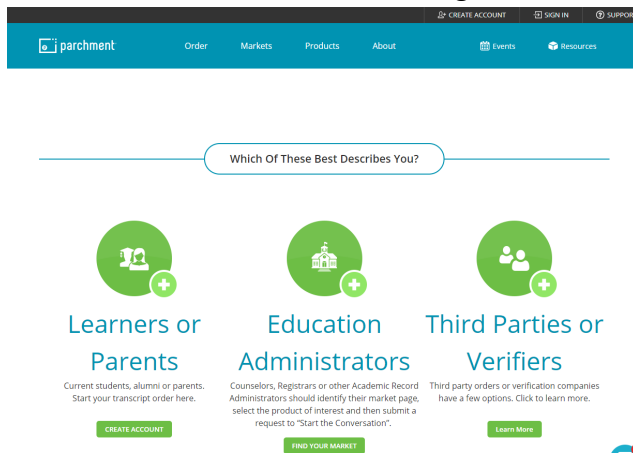 CREATE ACCOUNT SIGN IN SUPPOR
parchment Order Markets Products About Events Resources
Which Of These Best Describes You?
Learners or
Parents
Current students, alumni or parents.
Start your transcript order here.
CREATE ACCOUNT
Education
Administrators
Counselors, Registrars or other Academic Record
Administrators should identify their market page,
select the product of interest and then submit a
request to “Start the Conversation”.
FIND YOUR MARKET
Third Parties or
Verifiers
Third party orders or verification companies
have a few options. Click to learn more.
Learn More